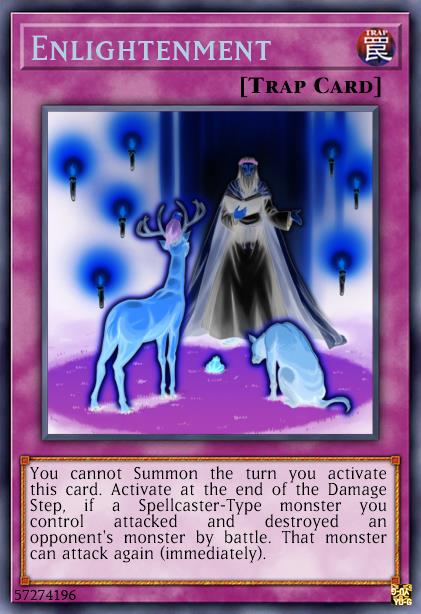 Enlightenment
TRAP
罠
[Trap Card]
You cannot Summon the turn you activate
this card. Activate at the end of the Damage
Step, if a Spellcaster-Type monster you
control attacked and destroyed an
opponent's monster by battle. That monster
can attack again (immediately).
57274196